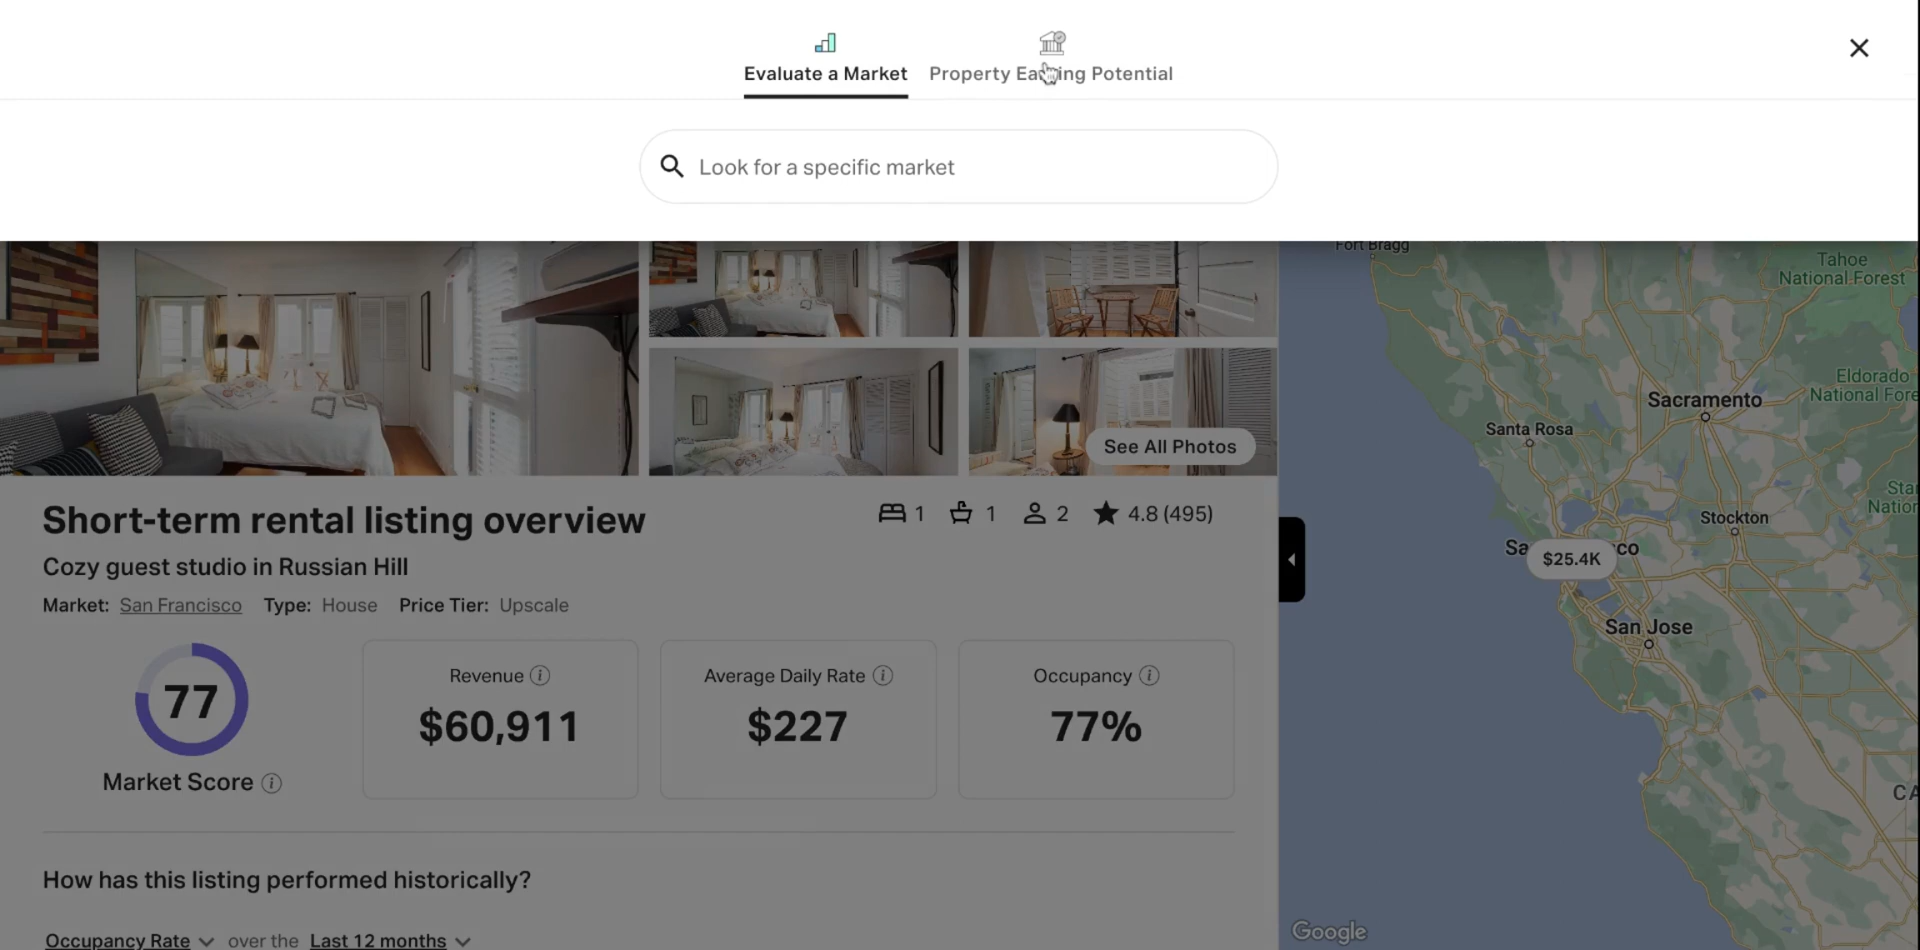 Evaluate a Market
Property Earning Potential
Look for a specific market
See All Photos
Short-term rental listing overview
1 1 2 4.8 (495)
Cozy guest studio in Russian Hill
Market: San Francisco Type: House Price Tier: Upscale
77
Market Score
Revenue
$60,911
Average Daily Rate
$227
Occupancy
77%
How has this listing performed historically?
Occupancy Rate over the Last 12 months
Fort Bragg
Tahoe
National Forest
Eldorado
National Fore
Sacramento
Santa Rosa
Stockton
Sta
Nation
Sa co
$25.4K
San Jose
CA
Google